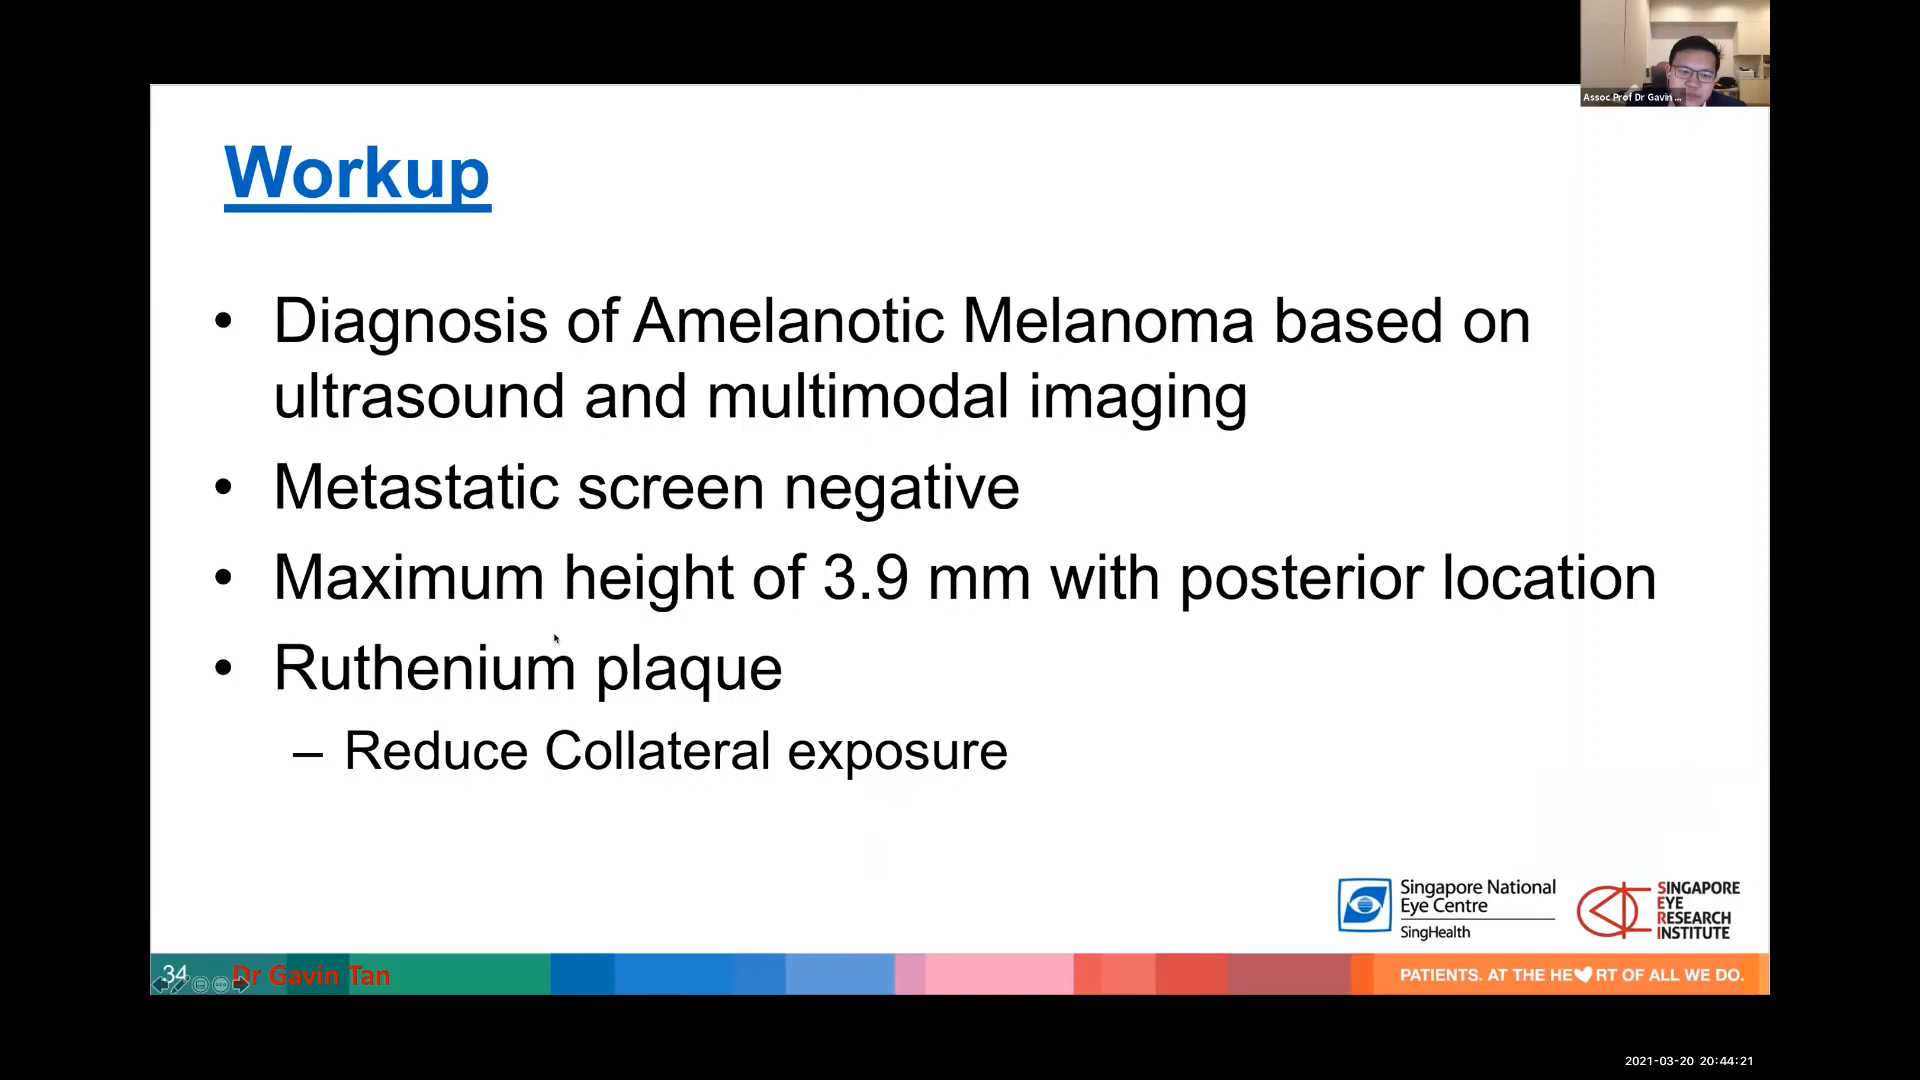 Assoc Prof Dr Gavin ...
Workup
• Diagnosis of Amelanotic Melanoma based on
ultrasound and multimodal imaging
• Metastatic screen negative
• Maximum height of 3.9 mm with posterior location
• Ruthenium plaque
– Reduce Collateral exposure
Singapore National
Eye Centre
SingHealth
SINGAPORE
EYE
RESEARCH
INSTITUTE
34
Dr Gavin Tan
PATIENTS. AT THE HE♥RT OF ALL WE DO.
2021-03-20 20:44:21